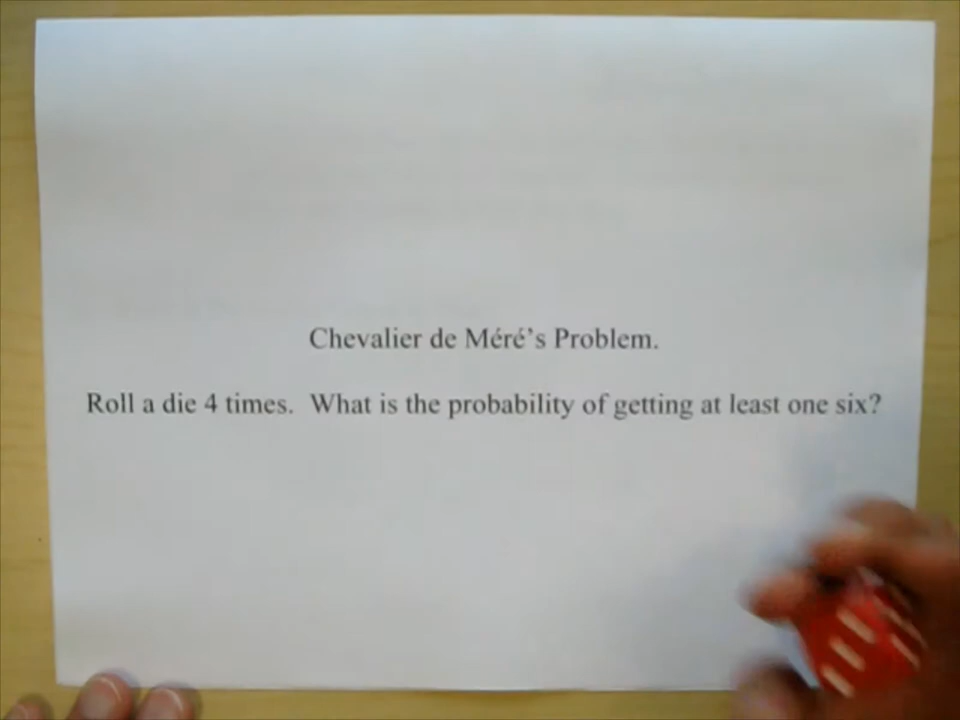 Chevalier de Méré’s Problem.
Roll a die 4 times.  What is the probability of getting at least one six?